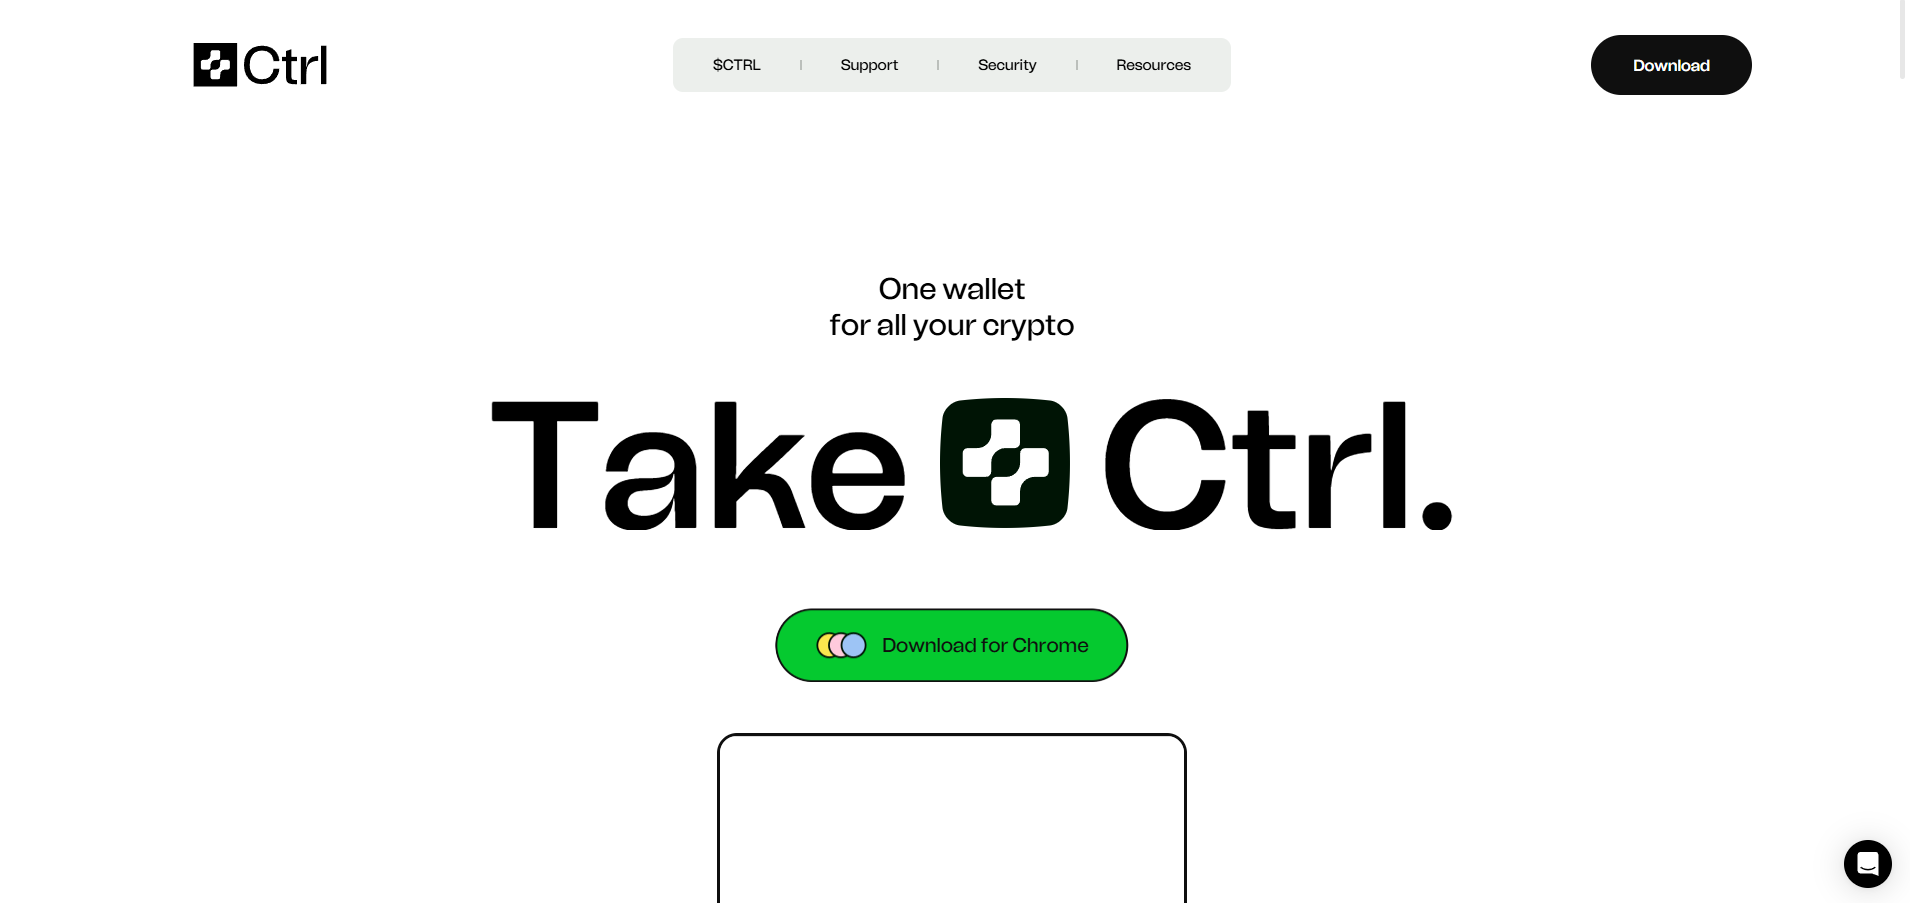 Ctrl
$CTRL | Support | Security | Resources
Download
One wallet
for all your crypto
Take Ctrl.
Download for Chrome